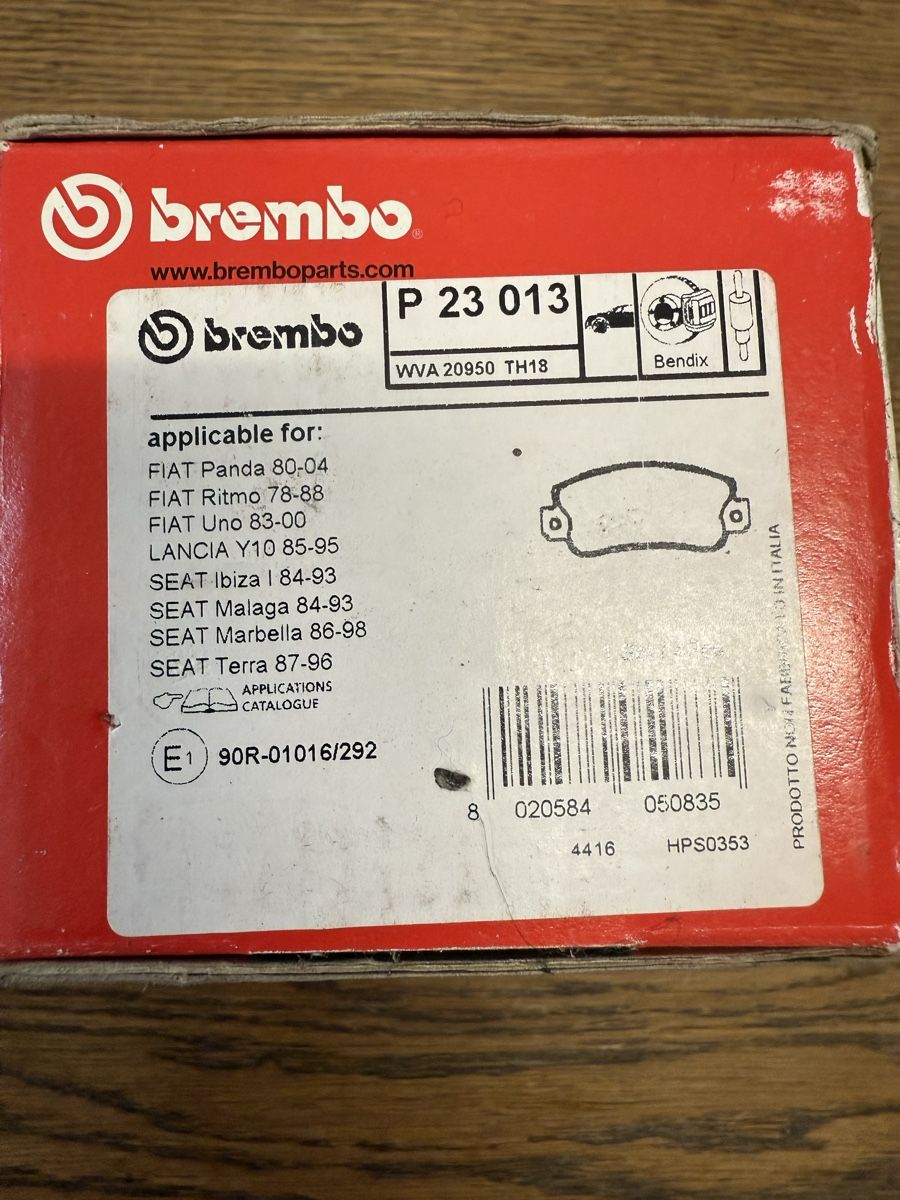 brembo®
www.bremboparts.com
brembo
P 23 013
WVA 20950 TH18
Bendix
applicable for:
FIAT Panda 80-04
FIAT Ritmo 78-88
FIAT Uno 83-00
LANCIA Y10 85-95
SEAT Ibiza I 84-93
SEAT Malaga 84-93
SEAT Marbella 86-98
SEAT Terra 87-96
APPLICATIONS
CATALOGUE
E1 90R-01016/292
8 020584 050835
4416 HPS0353
PRODOTTO NON FABBRICATO IN ITALIA